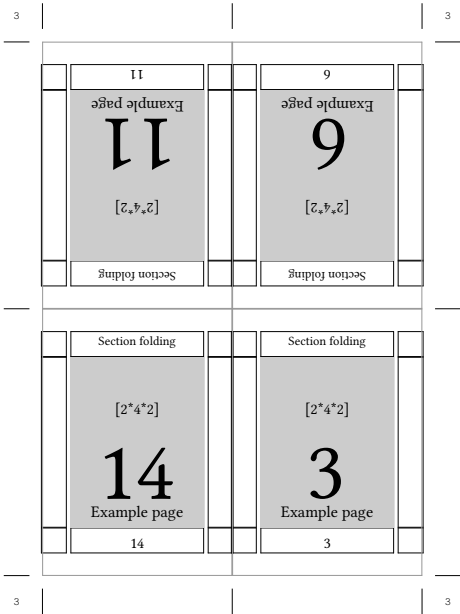 3
3
Section folding
[2*4*2]
11
Example page
11
Section folding
[2*4*2]
6
Example page
6
Section folding
[2*4*2]
14
Example page
14
Section folding
[2*4*2]
3
Example page
3
3
3